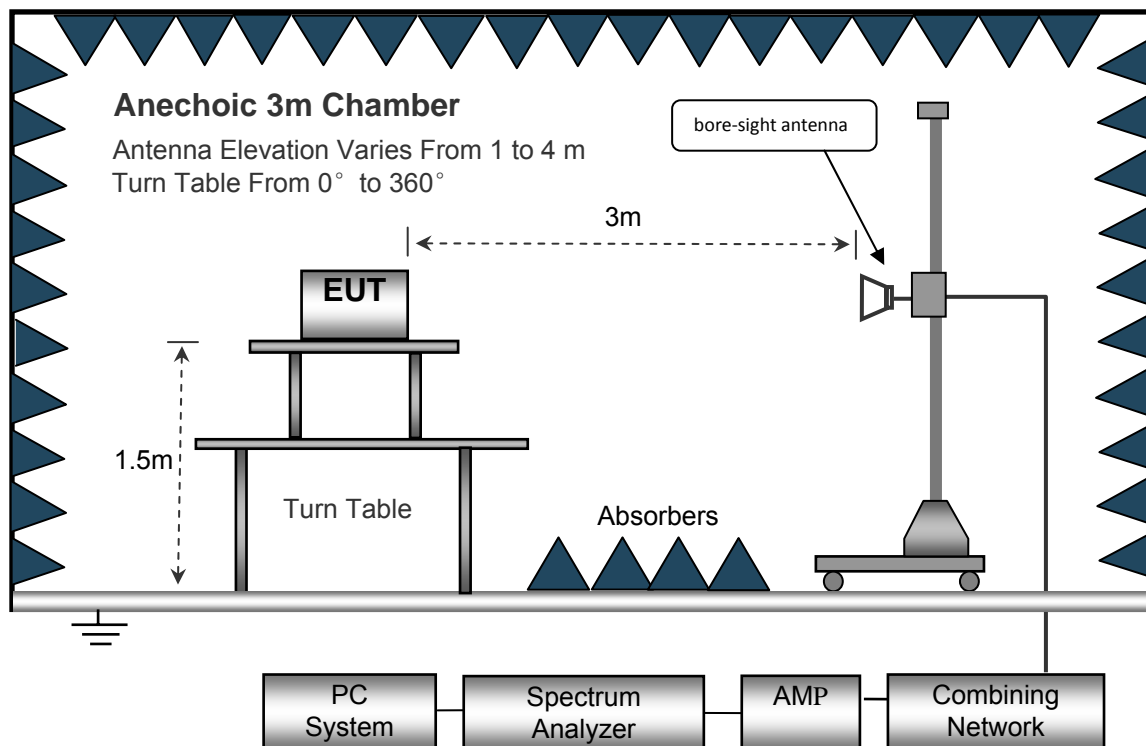 Anechoic 3m Chamber
Antenna Elevation Varies From 1 to 4 m
Turn Table From 0° to 360°
bore-sight antenna
3m
EUT
1.5m
Turn Table
Absorbers
PC
System
Spectrum
Analyzer
AMP
Combining
Network